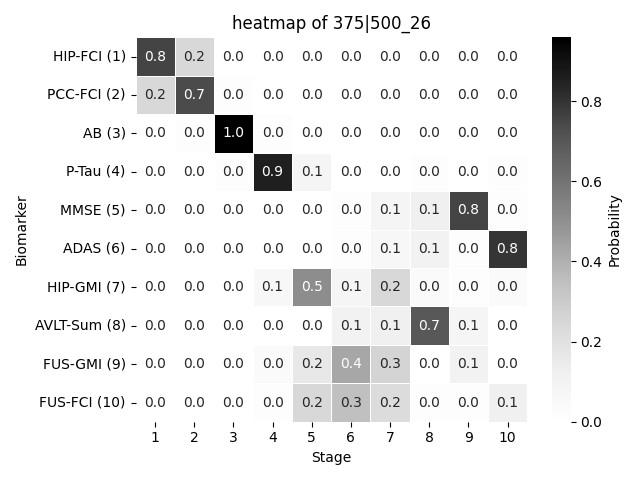 heatmap of 375|500_26
Biomarker
HIP-FCI (1) 0.8 0.2 0.0 0.0 0.0 0.0 0.0 0.0 0.0 0.0
PCC-FCI (2) 0.2 0.7 0.0 0.0 0.0 0.0 0.0 0.0 0.0 0.0
AB (3) 0.0 0.0 1.0 0.0 0.0 0.0 0.0 0.0 0.0 0.0
P-Tau (4) 0.0 0.0 0.0 0.9 0.1 0.0 0.0 0.0 0.0 0.0
MMSE (5) 0.0 0.0 0.0 0.0 0.0 0.0 0.1 0.1 0.8 0.0
ADAS (6) 0.0 0.0 0.0 0.0 0.0 0.0 0.1 0.1 0.0 0.8
HIP-GMI (7) 0.0 0.0 0.0 0.1 0.5 0.1 0.2 0.0 0.0 0.0
AVLT-Sum (8) 0.0 0.0 0.0 0.0 0.0 0.1 0.1 0.7 0.1 0.0
FUS-GMI (9) 0.0 0.0 0.0 0.0 0.2 0.4 0.3 0.0 0.1 0.0
FUS-FCI (10) 0.0 0.0 0.0 0.0 0.2 0.3 0.2 0.0 0.0 0.1
1 2 3 4 5 6 7 8 9 10
Stage
0.8
0.6
0.4
0.2
0.0
Probability